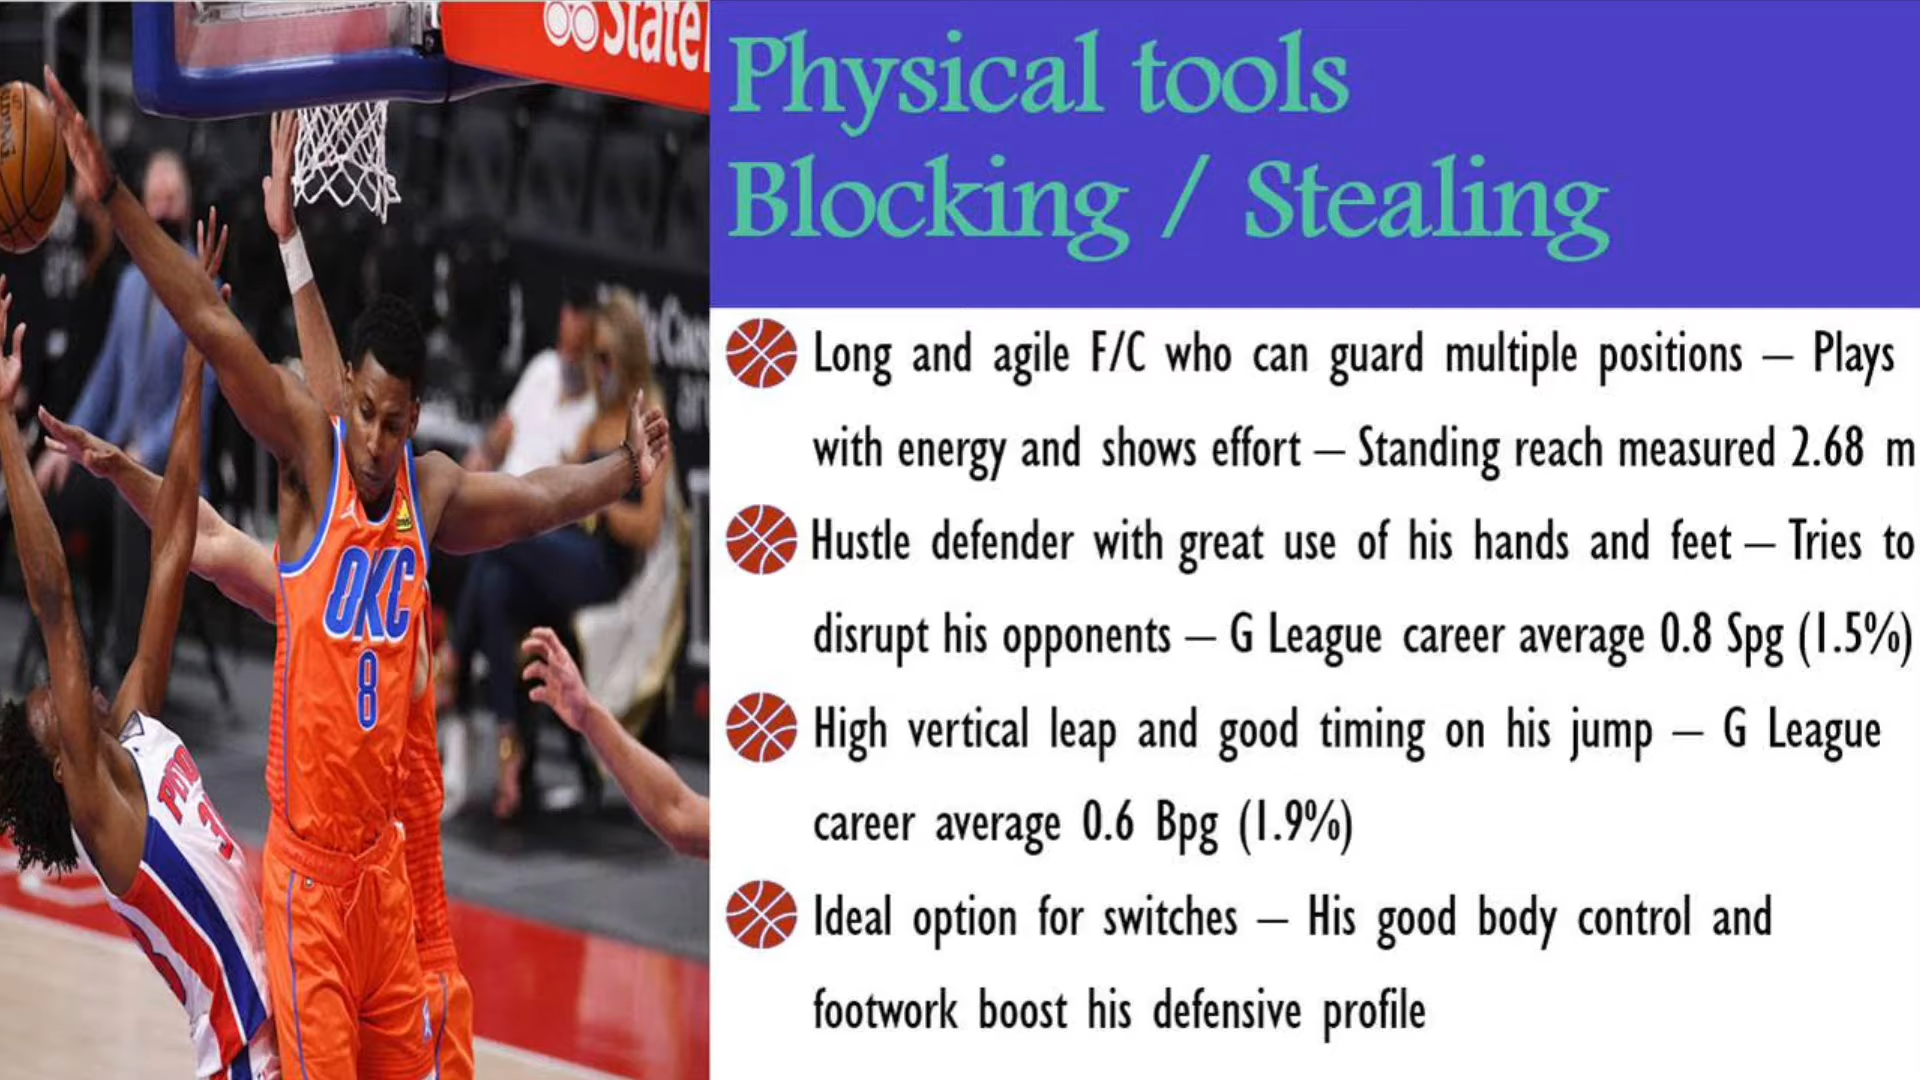 State
Physical tools
Blocking / Stealing
Long and agile F/C who can guard multiple positions – Plays
with energy and shows effort – Standing reach measured 2.68 m
Hustle defender with great use of his hands and feet – Tries to
disrupt his opponents – G League career average 0.8 Spg (1.5%)
High vertical leap and good timing on his jump – G League
career average 0.6 Bpg (1.9%)
Ideal option for switches – His good body control and
footwork boost his defensive profile
OKC
8